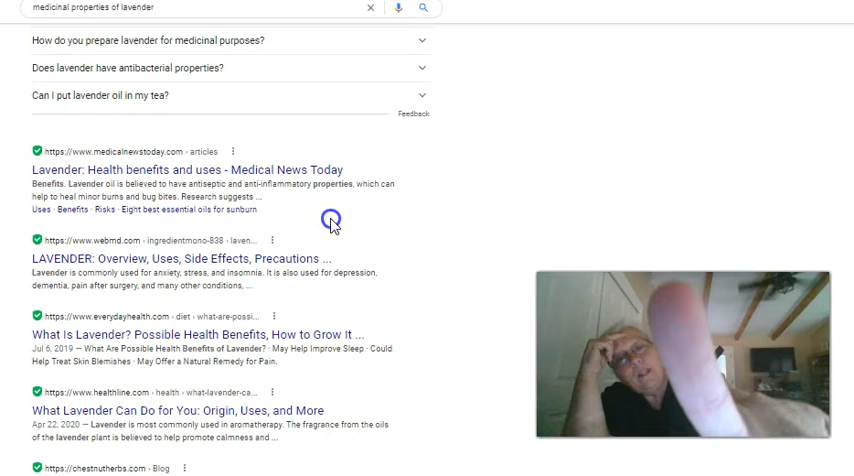 medicinal properties of lavender
How do you prepare lavender for medicinal purposes?
Does lavender have antibacterial properties?
Can I put lavender oil in my tea?
Feedback
https://www.medicalnewstoday.com › articles
Lavender: Health benefits and uses - Medical News Today
Benefits. Lavender oil is believed to have antiseptic and anti-inflammatory properties, which can
help to heal minor burns and bug bites. Research suggests ...
Uses · Benefits · Risks · Eight best essential oils for sunburn
https://www.webmd.com › ingredientmono-838 › laven...
LAVENDER: Overview, Uses, Side Effects, Precautions ...
Lavender is commonly used for anxiety, stress, and insomnia. It is also used for depression,
dementia, pain after surgery, and many other conditions, ...
https://www.everydayhealth.com › diet › what-are-possi...
What Is Lavender? Possible Health Benefits, How to Grow It ...
Jul 6, 2019 — What Are Possible Health Benefits of Lavender? · May Help Improve Sleep · Could
Help Treat Skin Blemishes · May Offer a Natural Remedy for Pain.
https://www.healthline.com › health › what-lavender-ca...
What Lavender Can Do for You: Origin, Uses, and More
Apr 22, 2020 — Lavender is most commonly used in aromatherapy. The fragrance from the oils
of the lavender plant is believed to help promote calmness and ...
https://chestnutherbs.com › Blog